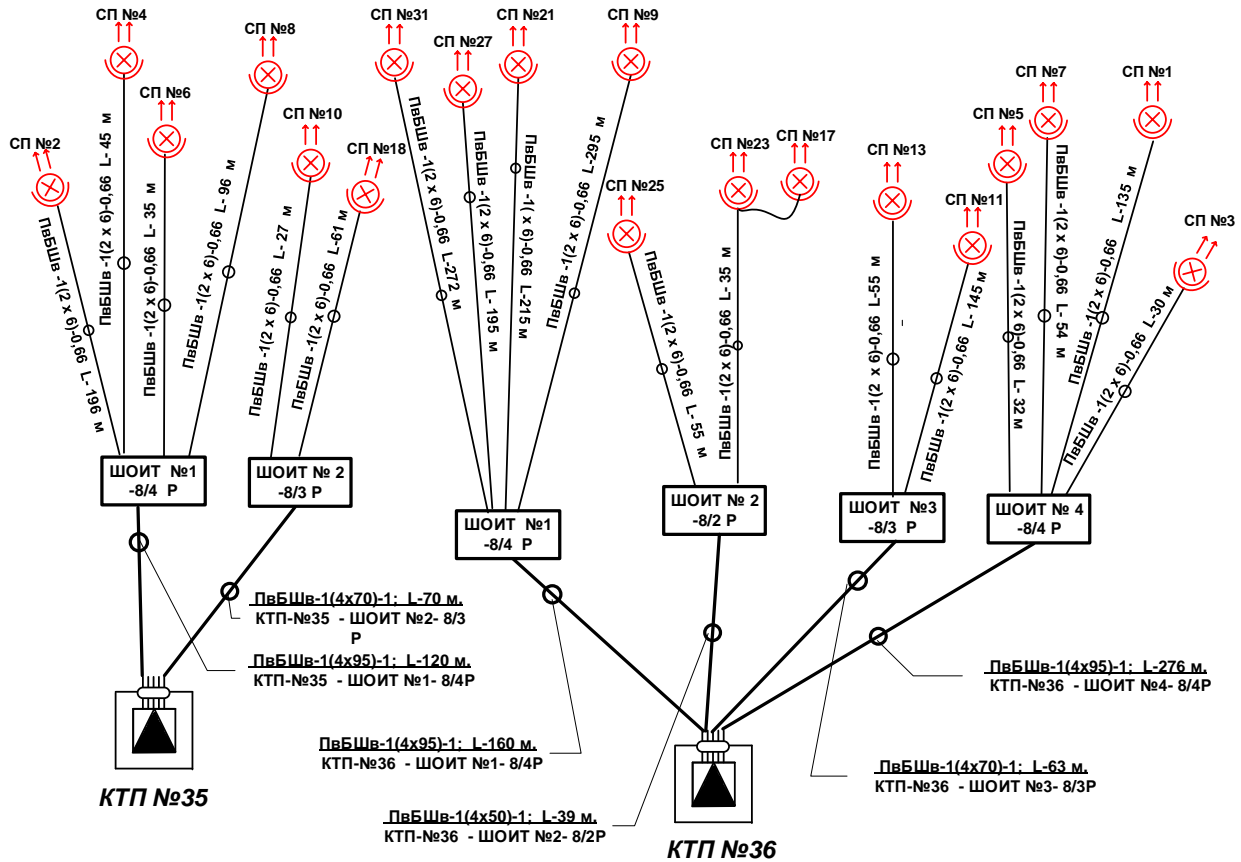 СП №4
СП №8
СП №31
СП №21
СП №9
СП №27
СП №7
СП №1
СП №6
СП №10
СП №5
СП №2
СП №18
СП №23
СП №17
СП №13
СП №25
СП №11
СП №3
ПвБШв -1(2 х 6)-0,66 L- 196 м
ПвБШв -1(2 х 6)-0,66 L- 45 м
ПвБШв -1(2 х 6)-0,66 L- 35 м
ПвБШв -1(2 х 6)-0,66 L- 96 м
ПвБШв -1(2 х 6)-0,66 L- 27 м
ПвБШв -1(2 х 6)-0,66 L-61 м
ПвБШв -1(2 х 6)-0,66 L-272 м
ПвБШв -1(2 х 6)-0,66 L- 195 м
ПвБШв -1( х 6)-0,66 L-215 м
ПвБШв -1(2 х 6)-0,66 L-295 м
ПвБШв -1(2 х 6)-0,66 L- 55 м
ПвБШв -1(2 х 6)-0,66 L- 35 м
ПвБШв -1(2 х 6)-0,66 L-55 м
ПвБШв -1(2 х 6)-0,66 L- 145 м
ПвБШв -1(2 х 6)-0,66 L- 32 м
ПвБШв -1(2 х 6)-0,66 L- 54 м
ПвБШв -1(2 х 6)-0,66 L-135 м
ПвБШв -1(2 х 6)-0,66 L-30 м
ШОИТ №1
-8/4 Р
ШОИТ № 2
-8/3 Р
ШОИТ №1
-8/4 Р
ШОИТ № 2
-8/2 Р
ШОИТ №3
-8/3 Р
ШОИТ № 4
-8/4 Р
ПвБШв-1(4х70)-1; L-70 м.
КТП-№35 - ШОИТ №2- 8/3
Р
ПвБШв-1(4х95)-1; L-120 м.
КТП-№35 - ШОИТ №1- 8/4Р
ПвБШв-1(4х95)-1; L-276 м.
КТП-№36 - ШОИТ №4- 8/4Р
ПвБШв-1(4х95)-1; L-160 м.
КТП-№36 - ШОИТ №1- 8/4Р
ПвБШв-1(4х70)-1; L-63 м.
КТП-№36 - ШОИТ №3- 8/3Р
ПвБШв-1(4х50)-1; L-39 м.
КТП-№36 - ШОИТ №2- 8/2Р
КТП №35
КТП №36